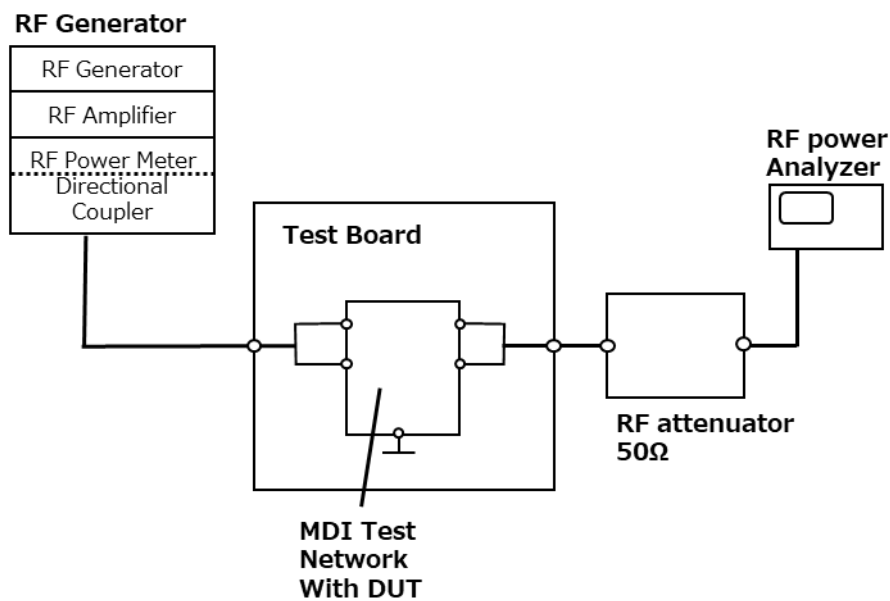 RF Generator
RF Generator
RF Amplifier
RF Power Meter
Directional
Coupler
RF power
Analyzer
Test Board
RF attenuator
50Ω
MDI Test
Network
With DUT